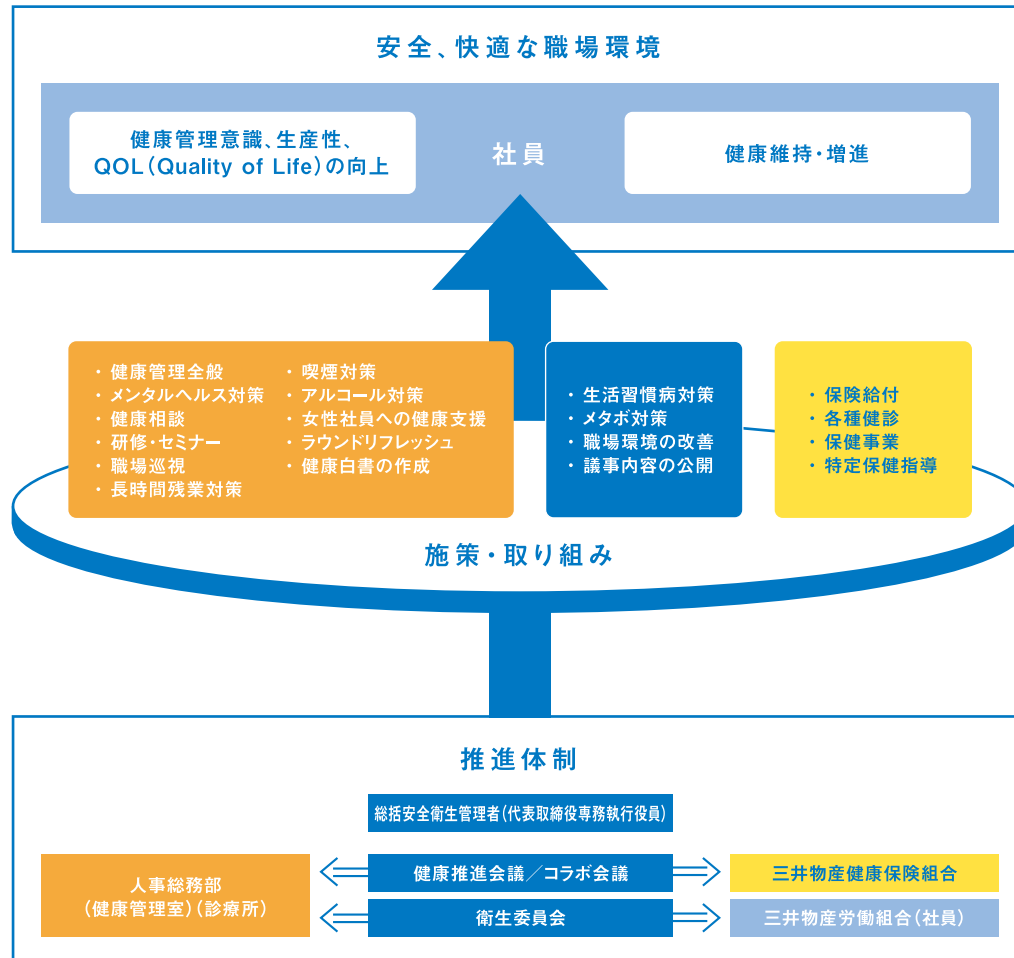 安全、快適な職場環境
健康管理意識、生産性、
QOL(Quality of Life)の向上
社員
健康維持・増進
・ 健康管理全般
・ メンタルヘルス対策
・ 健康相談
・ 研修・セミナー
・ 職場巡視
・ 長時間残業対策
・ 喫煙対策
・ アルコール対策
・ 女性社員への健康支援
・ ラウンドリフレッシュ
・ 健康白書の作成
・ 生活習慣病対策
・ メタボ対策
・ 職場環境の改善
・ 議事内容の公開
・ 保険給付
・ 各種健診
・ 保健事業
・ 特定保健指導
施策・取り組み
推進体制
総括安全衛生管理者(代表取締役専務執行役員)
人事総務部
(健康管理室)(診療所)
健康推進会議/コラボ会議
三井物産健康保険組合
衛生委員会
三井物産労働組合(社員)